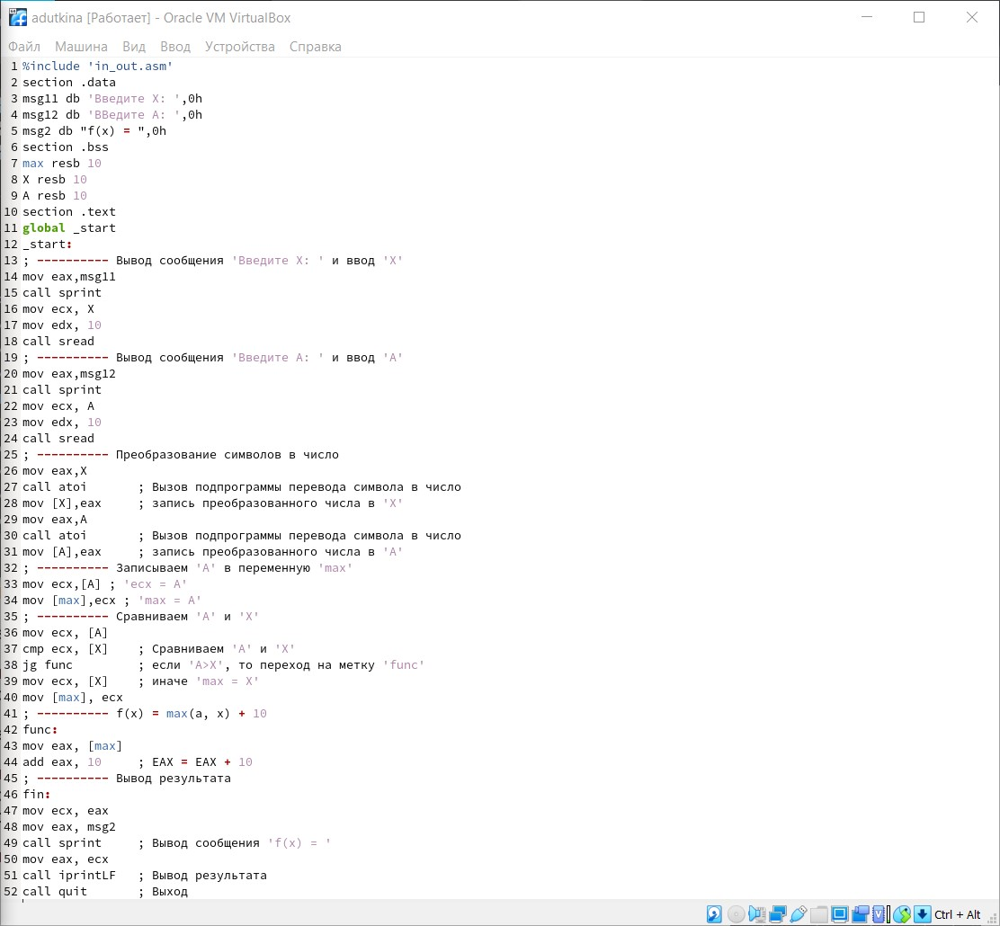 adutkina [Работает] - Oracle VM VirtualBox
Файл Машина Вид Ввод Устройства Справка
1 %include 'in_out.asm'
2 section .data
3 msg11 db 'Введите X: ',0h
4 msg12 db 'ВВедите A: ',0h
5 msg2 db "f(x) = ",0h
6 section .bss
7 max resb 10
8 X resb 10
9 A resb 10
10 section .text
11 global _start
12 _start:
13 ; ---------- Вывод сообщения 'Введите X: ' и ввод 'X'
14 mov eax,msg11
15 call sprint
16 mov ecx, X
17 mov edx, 10
18 call sread
19 ; ---------- Вывод сообщения 'Введите A: ' и ввод 'A'
20 mov eax,msg12
21 call sprint
22 mov ecx, A
23 mov edx, 10
24 call sread
25 ; ---------- Преобразование символов в число
26 mov eax,X
27 call atoi ; Вызов подпрограммы перевода символа в число
28 mov [X],eax ; запись преобразованного числа в 'X'
29 mov eax,A
30 call atoi ; Вызов подпрограммы перевода символа в число
31 mov [A],eax ; запись преобразованного числа в 'A'
32 ; ---------- Записываем 'A' в переменную 'max'
33 mov ecx,[A] ; 'ecx = A'
34 mov [max],ecx ; 'max = A'
35 ; ---------- Сравниваем 'A' и 'X'
36 mov ecx, [A]
37 cmp ecx, [X] ; Сравниваем 'A' и 'X'
38 jg func ; если 'A>X', то переход на метку 'func'
39 mov ecx, [X] ; иначе 'max = X'
40 mov [max], ecx
41 ; ---------- f(x) = max(a, x) + 10
42 func:
43 mov eax, [max]
44 add eax, 10 ; EAX = EAX + 10
45 ; ---------- Вывод результата
46 fin:
47 mov ecx, eax
48 mov eax, msg2
49 call sprint ; Вывод сообщения 'f(x) = '
50 mov eax, ecx
51 call iprintLF ; Вывод результата
52 call quit ; Выход
Ctrl + Alt